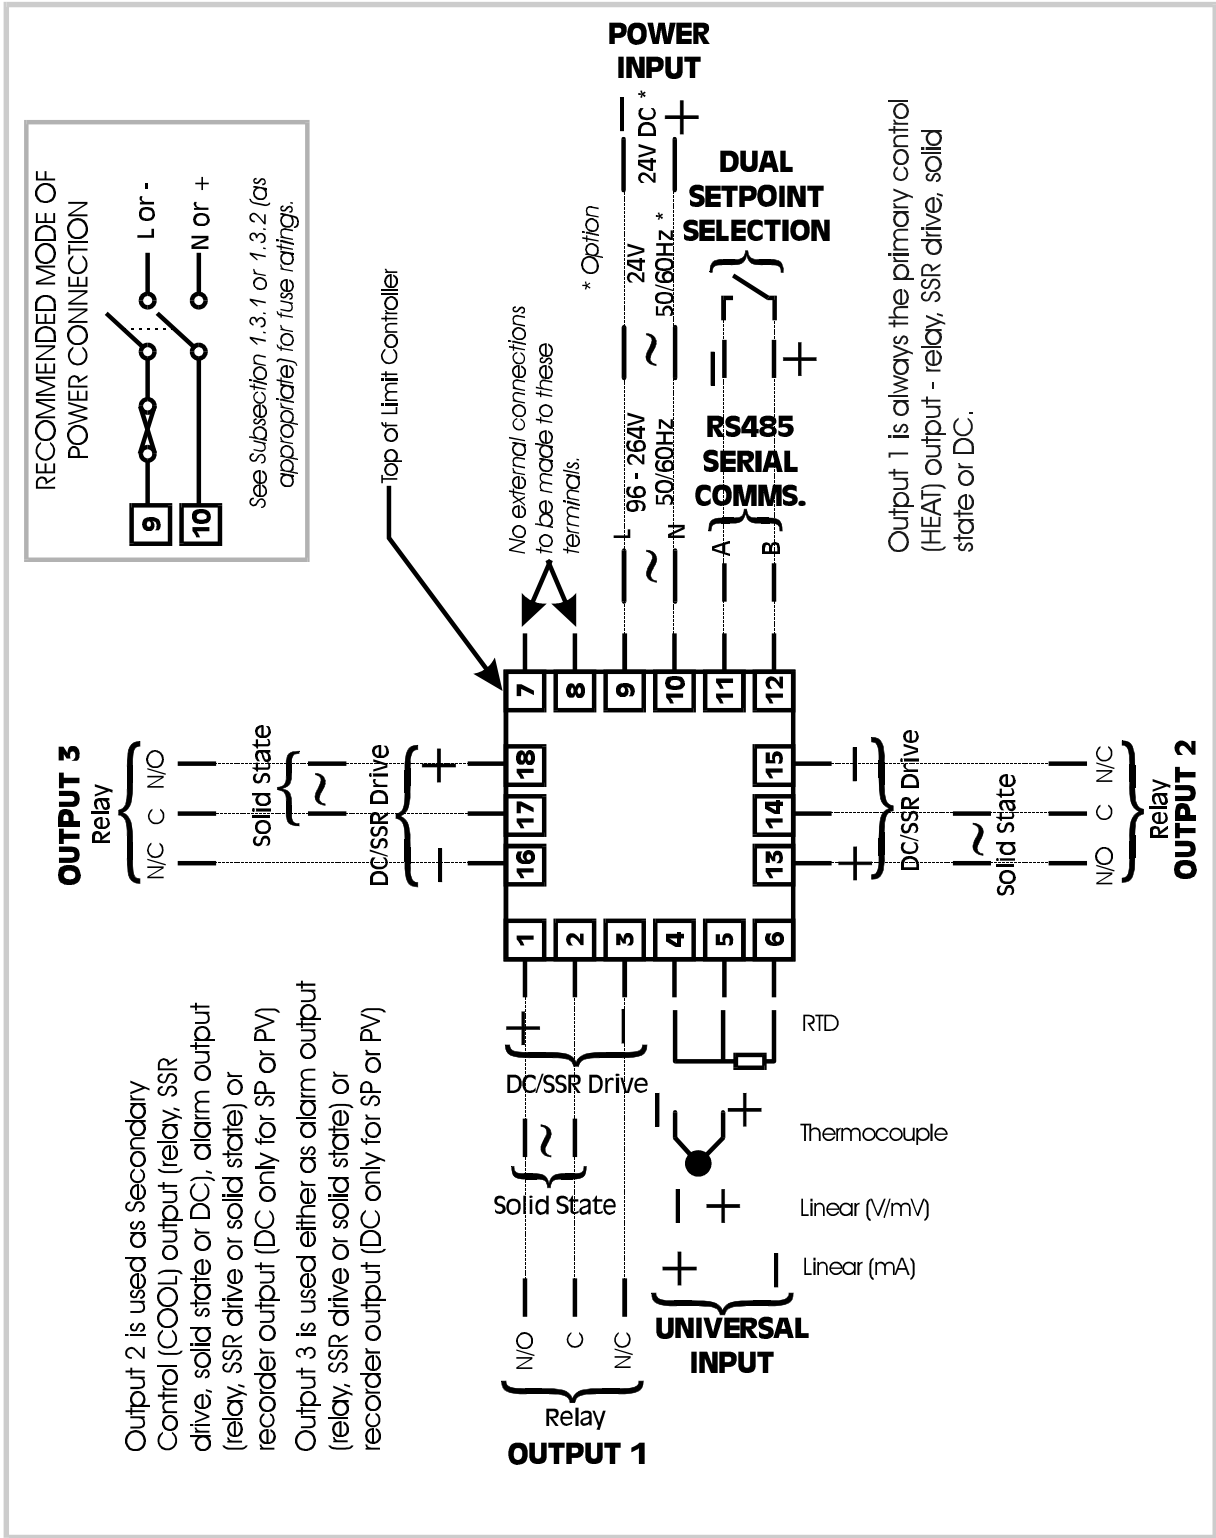 POWER
INPUT
24V DC *
DUAL
SETPOINT
SELECTION
24V
50/60Hz *
* Option
96 - 264V
50/60Hz
L
N
RS485
SERIAL
COMMS.
A
B
RECOMMENDED MODE OF
POWER CONNECTION
L or -
N or +
9
10
See Subsection 1.3.1 or 1.3.2 (as
appropriate) for fuse ratings.
Top of Limit Controller
No external connections
to be made to these
terminals.
Output 1 is always the primary control
(HEAT) output - relay, SSR drive, solid
state or DC.
7
8
9
10
11
12
OUTPUT 3
Relay
N/O
C
N/C
Solid State
DC/SSR Drive
18
17
16
15
14
13
DC/SSR Drive
Solid State
N/C
C
N/O
Relay
OUTPUT 2
1
2
3
4
5
6
Output 2 is used as Secondary
Control (COOL) output (relay, SSR
drive, solid state or DC), alarm output
(relay, SSR drive or solid state) or
recorder output (DC only for SP or PV)
Output 3 is used either as alarm output
(relay, SSR drive or solid state) or
recorder output (DC only for SP or PV)
DC/SSR Drive
Solid State
N/O
C
N/C
Relay
OUTPUT 1
RTD
Thermocouple
Linear (V/mV)
Linear (mA)
UNIVERSAL
INPUT